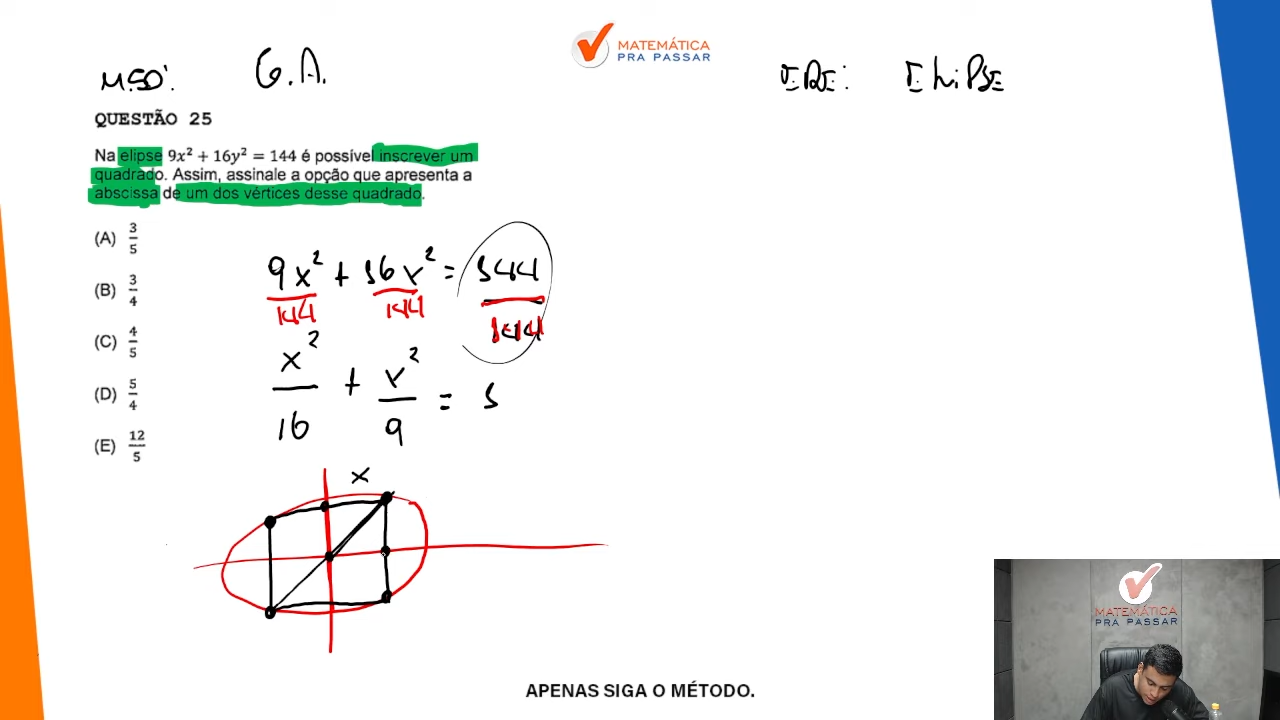 MATEMÁTICA
PRA PASSAR
G.A.
QUESTÃO 25
Na elipse 9x² + 16y² = 144 é possível inscrever um
quadrado. Assim, assinale a opção que apresenta a
abscissa de um dos vértices desse quadrado.
(A) 3/5
(B) 3/4
(C) 4/5
(D) 5/4
(E) 12/5
9x² + 16y² = 144
144 144 144
x²/16 + y²/9 = 1
x
MATEMÁTICA
PRA PASSAR
APENAS SIGA O MÉTODO.